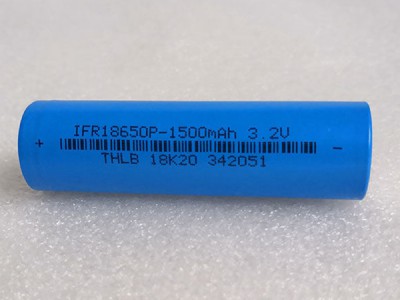 IFR18650P-1500mAh 3.2V
+ -
THLB 18K20 342051